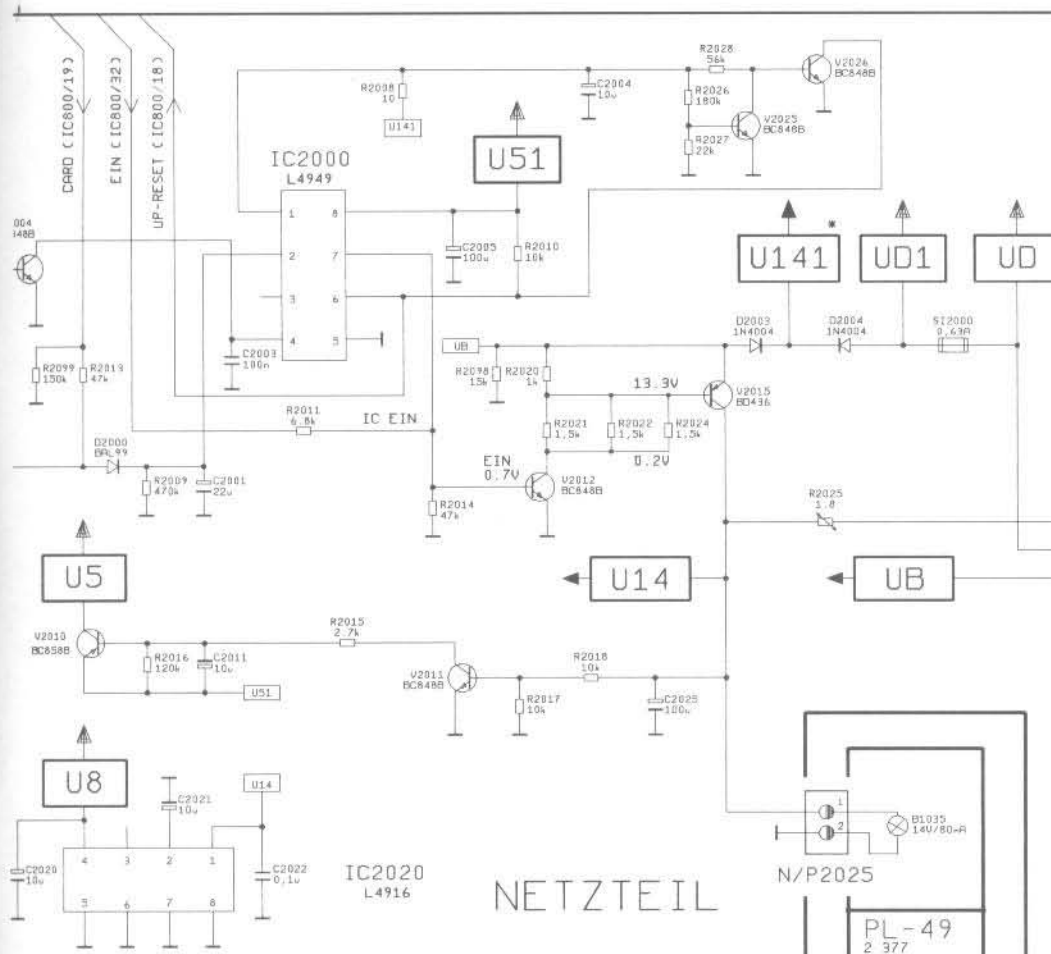 CARD (IC800/19)
EIN (IC800/32)
UP-RESET (IC800/18)
R2008
10
U141
C2004
10u
R2028
56k
V2026
BC848B
R2026
180k
V2025
BC848B
R2027
22k
U51
IC2000
L4949
1
2
3
4
8
7
6
5
C2005
100u
R2010
10k
U141
*
UD1
UD
004
48B
C2003
100n
R2099
150k
R2013
47k
UB
R2098
15k
R2020
1k
D2003
1N4004
D2004
1N4004
SI2000
0,63A
13.3V
V2015
BD436
R2011
6.8k
IC EIN
R2021
1,5k
R2022
1,5k
R2024
1,5k
0.2V
D2000
BAL99
R2009
470k
C2001
22u
EIN
0.7V
V2012
BC848B
R2014
47k
R2025
1.8
U5
U14
UB
V2010
BC858B
R2016
120k
C2011
10u
U51
R2015
2.7k
V2011
BC848B
R2018
10k
R2017
10k
C2025
100u
U8
C2021
10u
U14
C2020
10u
4
3
2
1
5
6
7
8
C2022
0,1u
IC2020
L4916
NETZTEIL
1
2
B1035
14V/80mA
N/P2025
PL-49
2 377